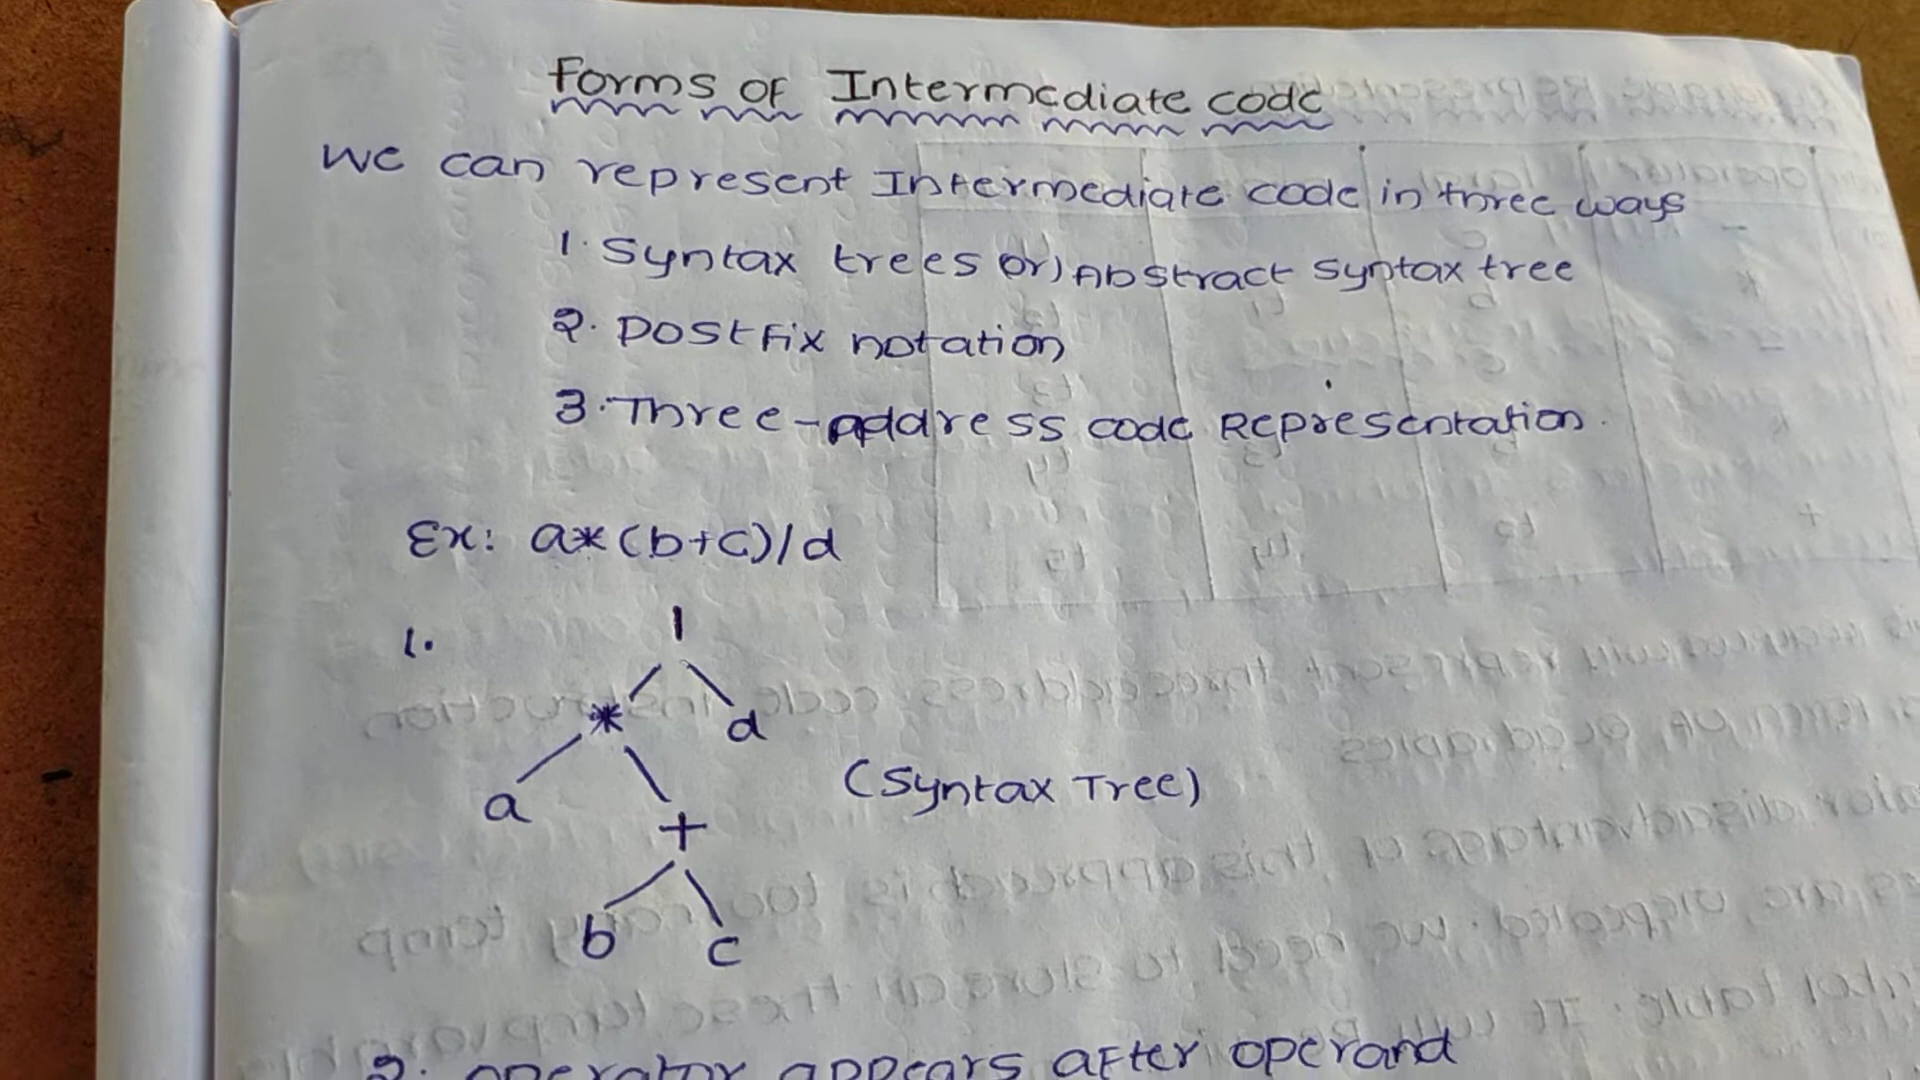 Forms of Intermediate code
we can represent Intermediate code in three ways
1. Syntax trees or) Abstract syntax tree
2. Postfix notation
3. Three-address code Representation.
Ex: a*(b+c)/d
1.
/
* d
a
(Syntax Tree)
+
b c
2. operator appears after operand